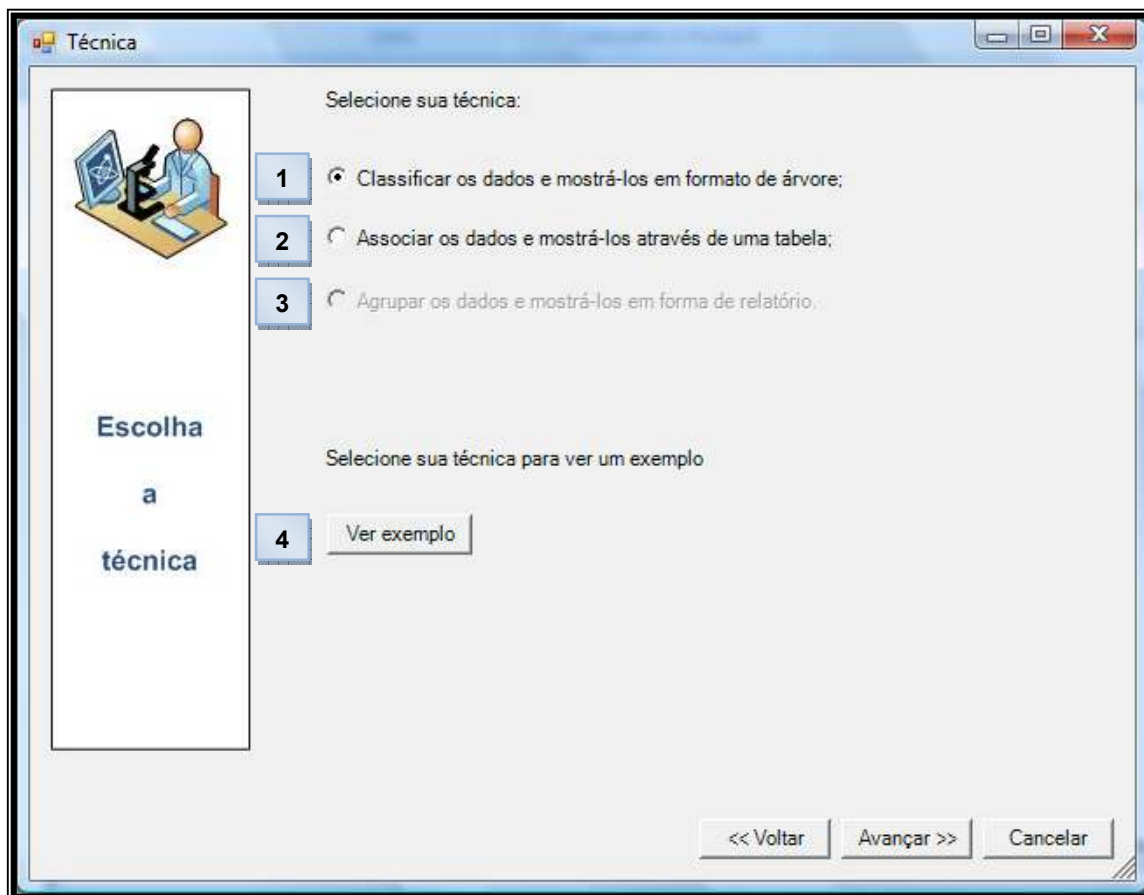 Técnica
Selecione sua técnica:
1 Classificar os dados e mostrá-los em formato de árvore;
2 Associar os dados e mostrá-los através de uma tabela;
3 Agrupar os dados e mostrá-los em forma de relatório.
Escolha
a
técnica
Selecione sua técnica para ver um exemplo
4 Ver exemplo
<< Voltar Avançar >> Cancelar